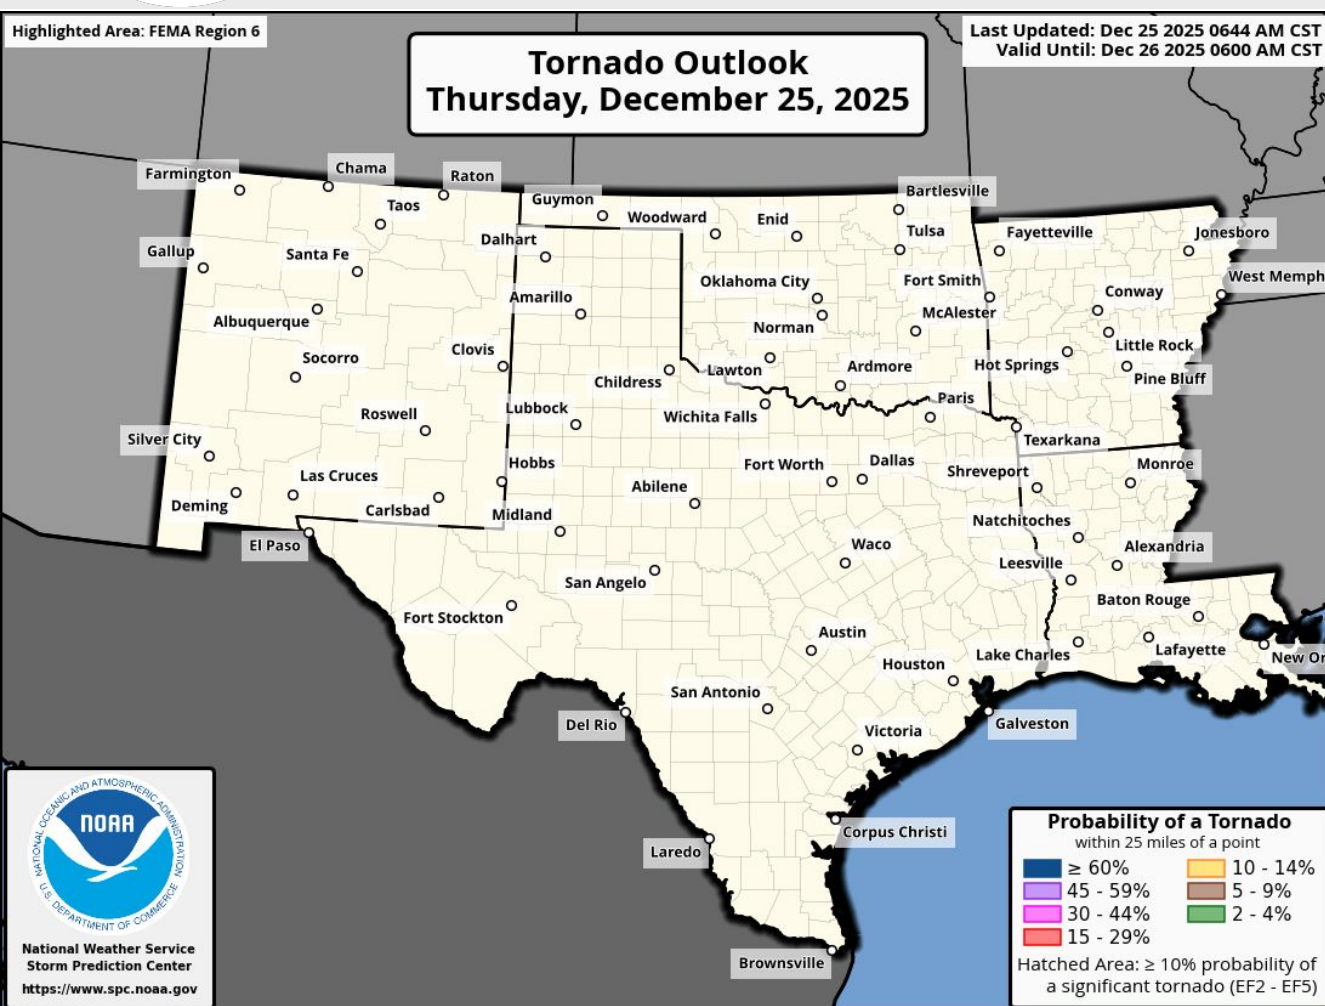 Highlighted Area: FEMA Region 6
Last Updated: Dec 25 2025 0644 AM CST
Valid Until: Dec 26 2025 0600 AM CST
Tornado Outlook
Thursday, December 25, 2025
Farmington
Chama
Raton
Taos
Guymon
Woodward
Enid
Bartlesville
Tulsa
Fayetteville
Jonesboro
Gallup
Santa Fe
Dalhart
Oklahoma City
Fort Smith
West Memph
Conway
Amarillo
Albuquerque
Norman
McAlester
Little Rock
Socorro
Clovis
Childress
Lawton
Ardmore
Hot Springs
Pine Bluff
Roswell
Lubbock
Wichita Falls
Paris
Texarkana
Silver City
Las Cruces
Hobbs
Abilene
Fort Worth
Dallas
Shreveport
Monroe
Deming
Carlsbad
Midland
Natchitoches
El Paso
Waco
Alexandria
San Angelo
Leesville
Fort Stockton
Baton Rouge
Austin
Houston
Lake Charles
Lafayette
New Or
San Antonio
Del Rio
Galveston
Victoria
Corpus Christi
Laredo
Brownsville
NATIONAL OCEANIC AND ATMOSPHERIC ADMINISTRATION
NOAA
U.S. DEPARTMENT OF COMMERCE
National Weather Service
Storm Prediction Center
https://www.spc.noaa.gov
Probability of a Tornado
within 25 miles of a point
≥ 60%
10 - 14%
45 - 59%
5 - 9%
30 - 44%
2 - 4%
15 - 29%
Hatched Area: ≥ 10% probability of
a significant tornado (EF2 - EF5)